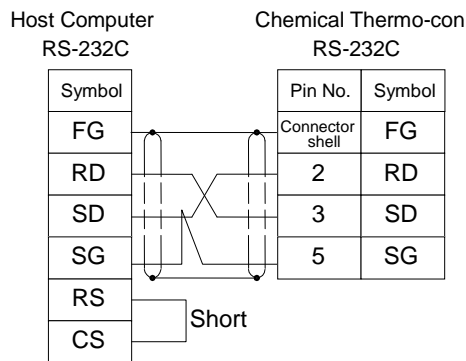 Host Computer
RS-232C
Chemical Thermo-con
RS-232C
Symbol
FG
RD
SD
SG
RS
CS
Short
Pin No. Symbol
Connector
shell
FG
2 RD
3 SD
5 SG